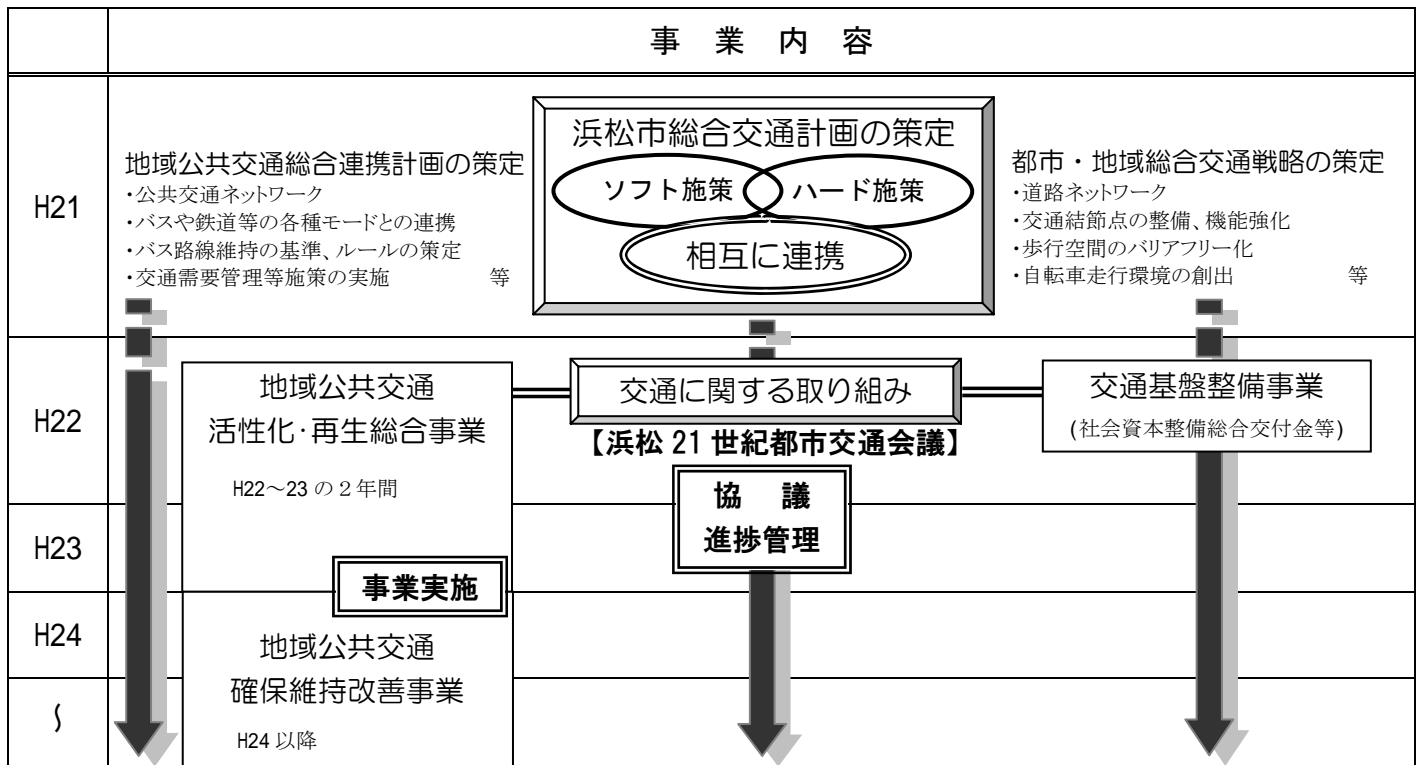 事 業 内 容
H21
地域公共交通総合連携計画の策定
・公共交通ネットワーク
・バスや鉄道等の各種モードとの連携
・バス路線維持の基準、ルールの策定
・交通需要管理等施策の実施 等
浜松市総合交通計画の策定
ソフト施策 ハード施策
相互に連携
都市・地域総合交通戦略の策定
・道路ネットワーク
・交通結節点の整備、機能強化
・歩行空間のバリアフリー化
・自転車走行環境の創出 等
H22
地域公共交通
活性化・再生総合事業
H22～23 の２年間
交通に関する取り組み
【浜松 21 世紀都市交通会議】
協 議
進捗管理
交通基盤整備事業
(社会資本整備総合交付金等)
H23
事業実施
H24
地域公共交通
確保維持改善事業
H24 以降
～